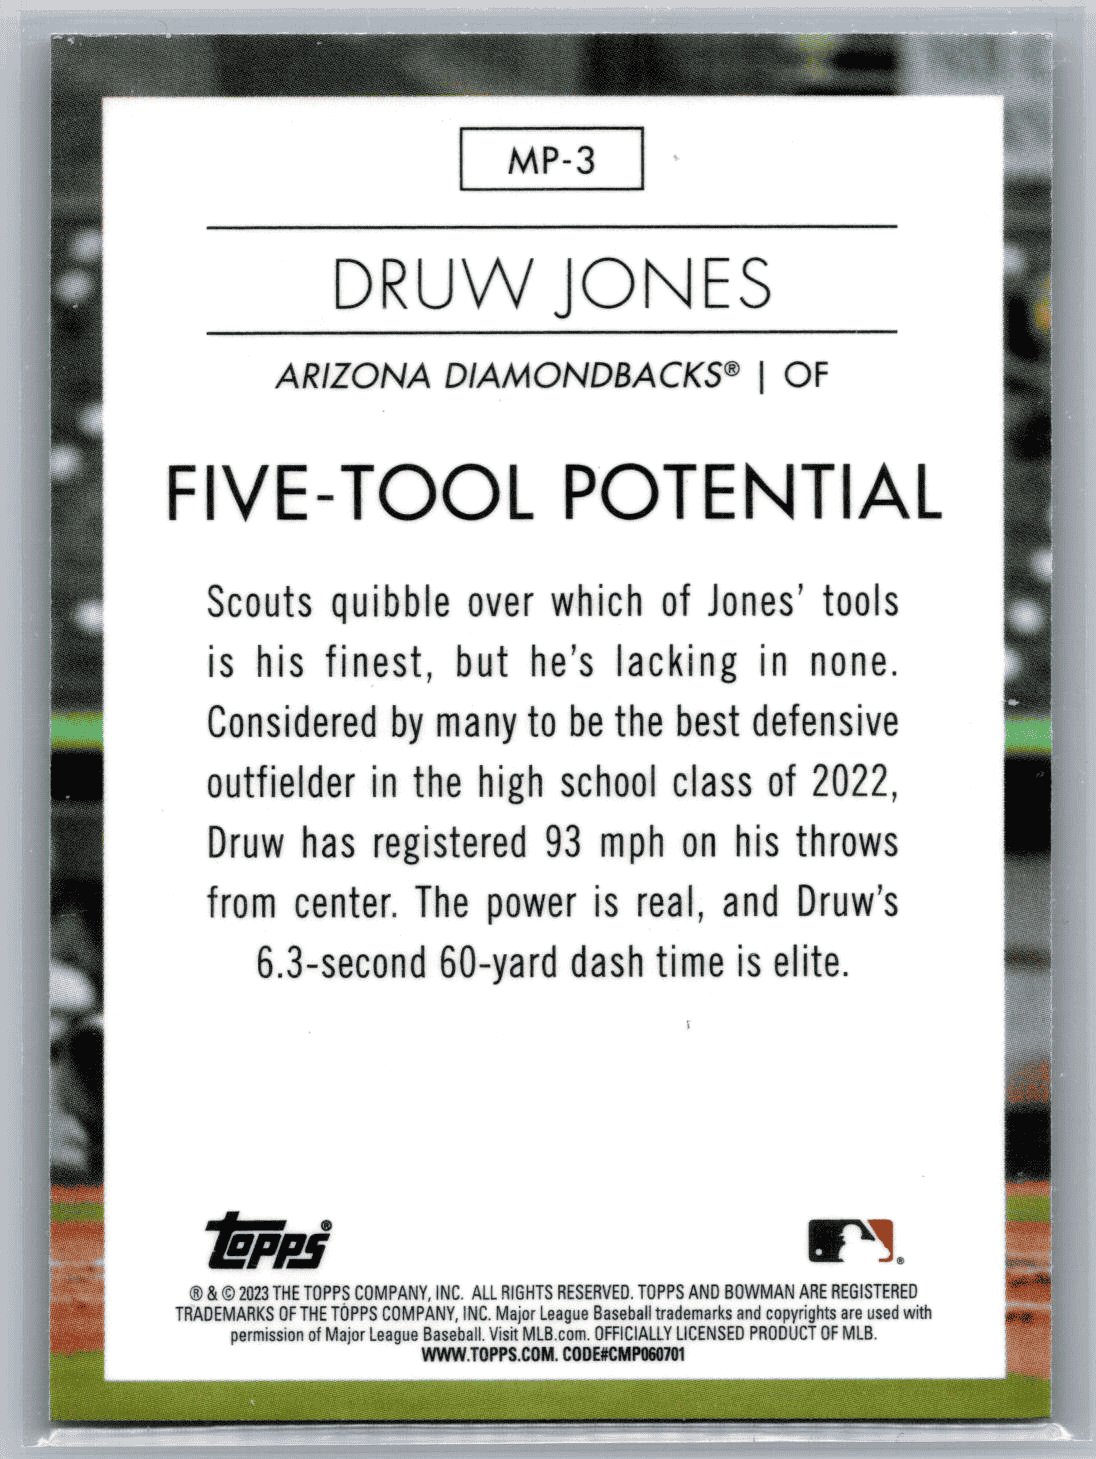 MP-3
DRUW JONES
ARIZONA DIAMONDBACKS® | OF
FIVE-TOOL POTENTIAL
Scouts quibble over which of Jones' tools
is his finest, but he's lacking in none.
Considered by many to be the best defensive
outfielder in the high school class of 2022,
Druw has registered 93 mph on his throws
from center. The power is real, and Druw's
6.3-second 60-yard dash time is elite.
topps®
®
® & © 2023 THE TOPPS COMPANY, INC. ALL RIGHTS RESERVED. TOPPS AND BOWMAN ARE REGISTERED
TRADEMARKS OF THE TOPPS COMPANY, INC. Major League Baseball trademarks and copyrights are used with
permission of Major League Baseball. Visit MLB.com. OFFICIALLY LICENSED PRODUCT OF MLB.
WWW.TOPPS.COM. CODE#CMP060701